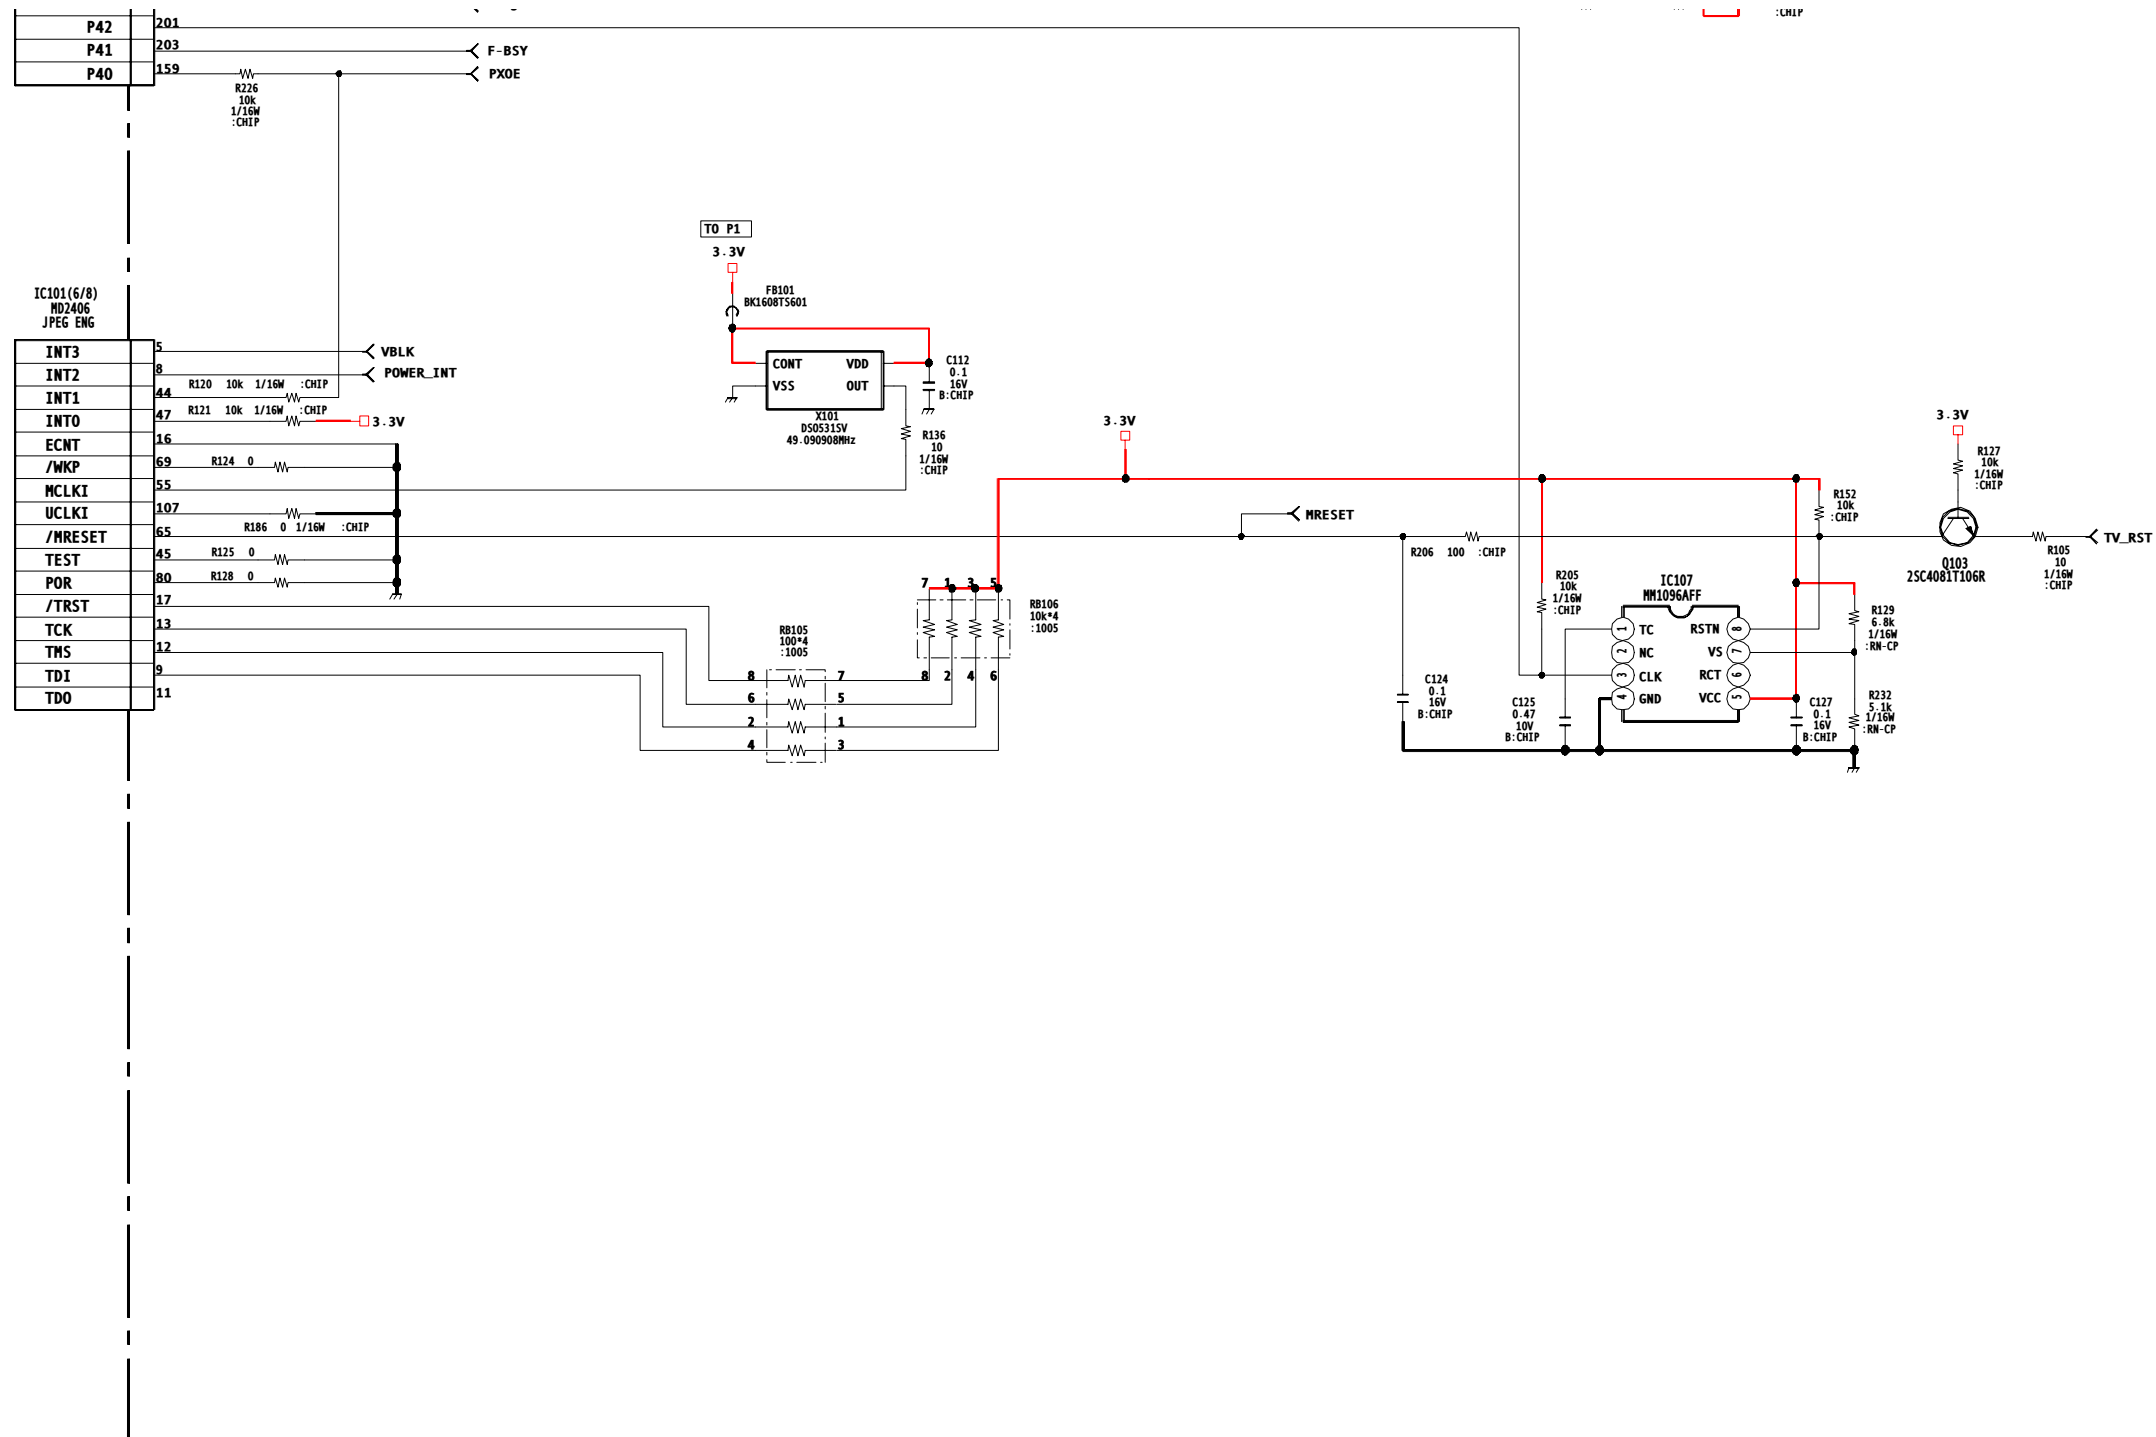 :CHIP
P42
201
P41
203
F-BSY
P40
159
PXOE
R226
10k
1/16W
:CHIP
TO P1
3.3V
FB101
BK1608TS601
IC101(6/8)
MD2406
JPEG ENG
INT3
5
VBLK
INT2
8
POWER_INT
INT1
44
R120 10k 1/16W :CHIP
INT0
47
R121 10k 1/16W :CHIP
3.3V
ECNT
16
/WKP
69
R124 0
MCLKI
55
UCLKI
107
R186 0 1/16W :CHIP
/MRESET
65
TEST
45
R125 0
POR
80
R128 0
/TRST
17
TCK
13
TMS
12
TDI
9
TDO
11
CONT
VDD
VSS
OUT
X101
DSO531SV
49.090908MHz
C112
0.1
16V
B:CHIP
R136
10
1/16W
:CHIP
3.3V
MRESET
7 1 3 5
RB106
10k*4
:1005
8 2 4 6
RB105
100*4
:1005
8 7
6 5
2 1
4 3
R206 100 :CHIP
C124
0.1
16V
B:CHIP
C125
0.47
10V
B:CHIP
R205
10k
1/16W
:CHIP
IC107
MM1096AFF
1 TC
RSTN 8
2 NC
VS 7
3 CLK
RCT 6
4 GND
VCC 5
C127
0.1
16V
B:CHIP
R152
10k
:CHIP
R129
6.8k
1/16W
:RN-CP
R232
5.1k
1/16W
:RN-CP
3.3V
R127
10k
1/16W
:CHIP
Q103
2SC4081T106R
R105
10
1/16W
:CHIP
TV_RST